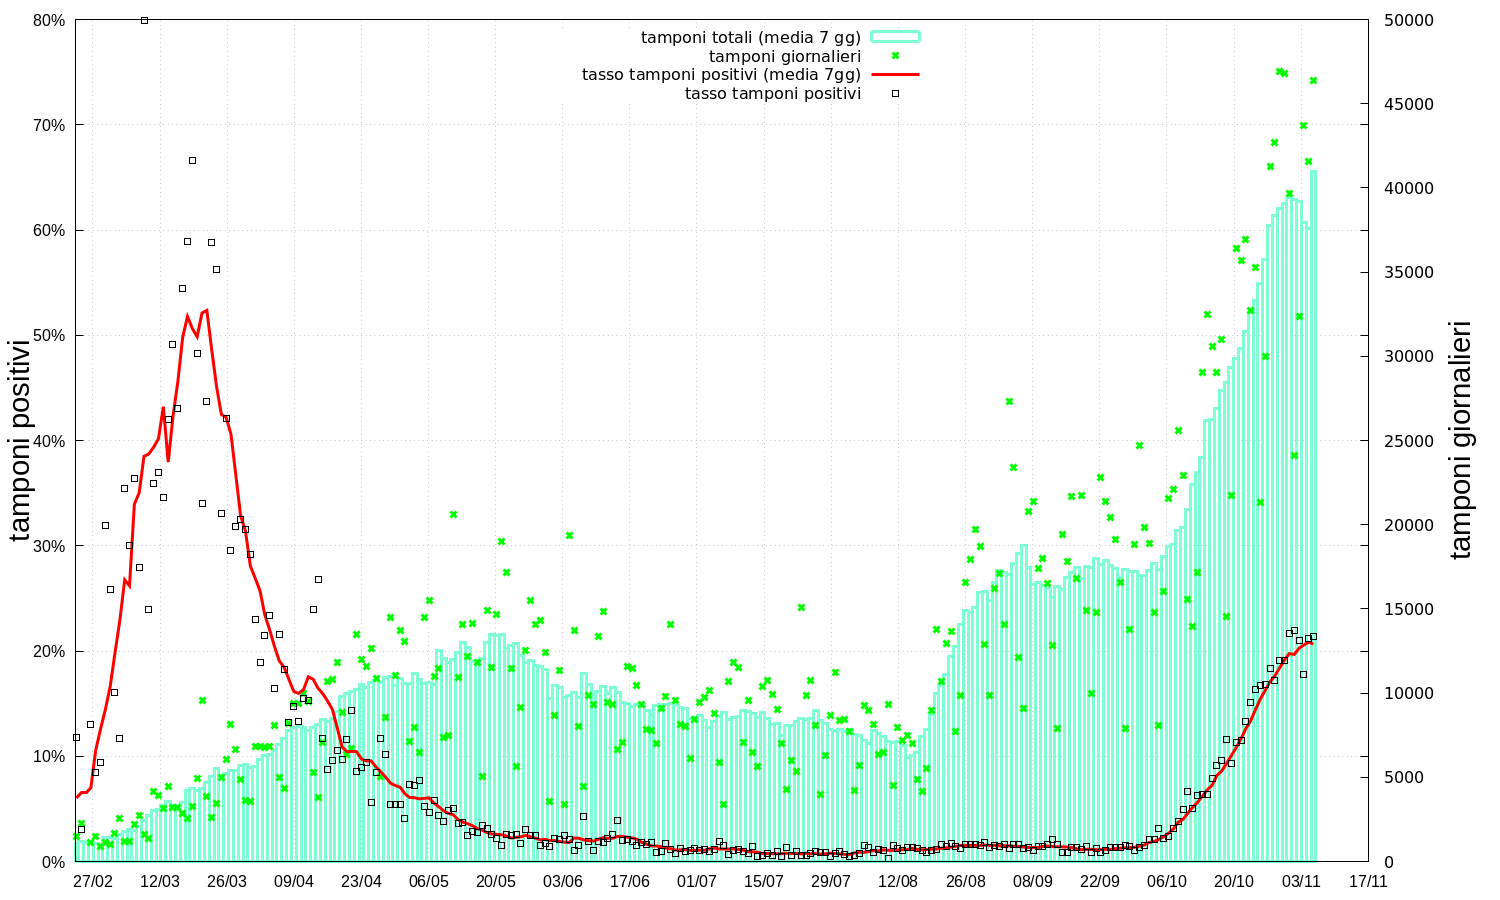 tamponi totali (media 7 gg)
tamponi giornalieri
tasso tamponi positivi (media 7gg)
tasso tamponi positivi
80%
70%
60%
50%
40%
30%
20%
10%
0%
tamponi positivi
50000
45000
40000
35000
30000
25000
20000
15000
10000
5000
0
tamponi giornalieri
27/02 12/03 26/03 09/04 23/04 06/05 20/05 03/06 17/06 01/07 15/07 29/07 12/08 26/08 08/09 22/09 06/10 20/10 03/11 17/11